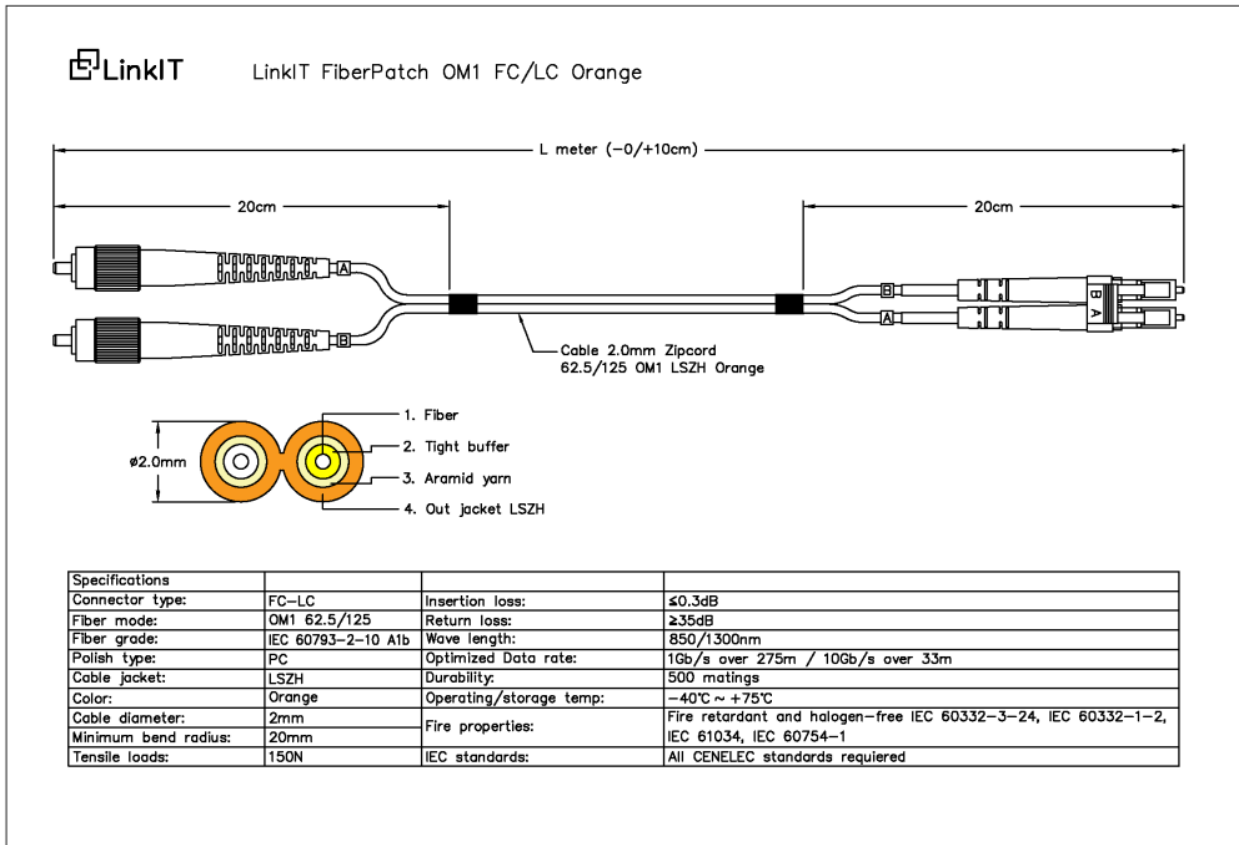 LinkIT
LinkIT FiberPatch OM1 FC/LC Orange
L meter (-0/+10cm)
20cm
20cm
A
B
B
A
B
A
Cable 2.0mm Zipcord
62.5/125 OM1 LSZH Orange
ø2.0mm
1. Fiber
2. Tight buffer
3. Aramid yarn
4. Out jacket LSZH
Specifications
Connector type: FC-LC Insertion loss: ≤0.3dB
Fiber mode: OM1 62.5/125 Return loss: ≥35dB
Fiber grade: IEC 60793-2-10 A1b Wave length: 850/1300nm
Polish type: PC Optimized Data rate: 1Gb/s over 275m / 10Gb/s over 33m
Cable jacket: LSZH Durability: 500 matings
Color: Orange Operating/storage temp: -40℃ ~ +75℃
Cable diameter: 2mm Fire properties: Fire retardant and halogen-free IEC 60332-3-24, IEC 60332-1-2,
Minimum bend radius: 20mm IEC 61034, IEC 60754-1
Tensile loads: 150N IEC standards: All CENELEC standards requiered